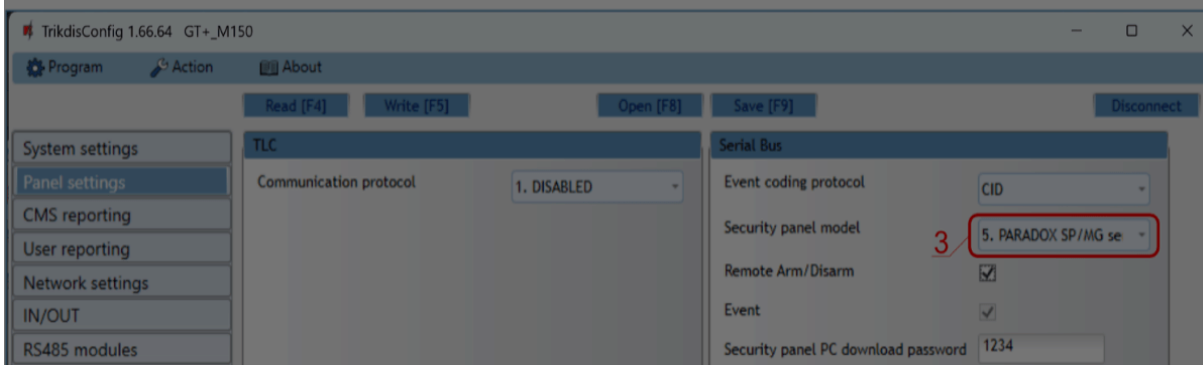 TrikdisConfig 1.66.64 GT+_M150
Program Action About
Read [F4] Write [F5] Open [F8] Save [F9] Disconnect
System settings
Panel settings
CMS reporting
User reporting
Network settings
IN/OUT
RS485 modules
TLC
Communication protocol 1. DISABLED
Serial Bus
Event coding protocol CID
Security panel model 3 5. PARADOX SP/MG se
Remote Arm/Disarm
Event
Security panel PC download password 1234